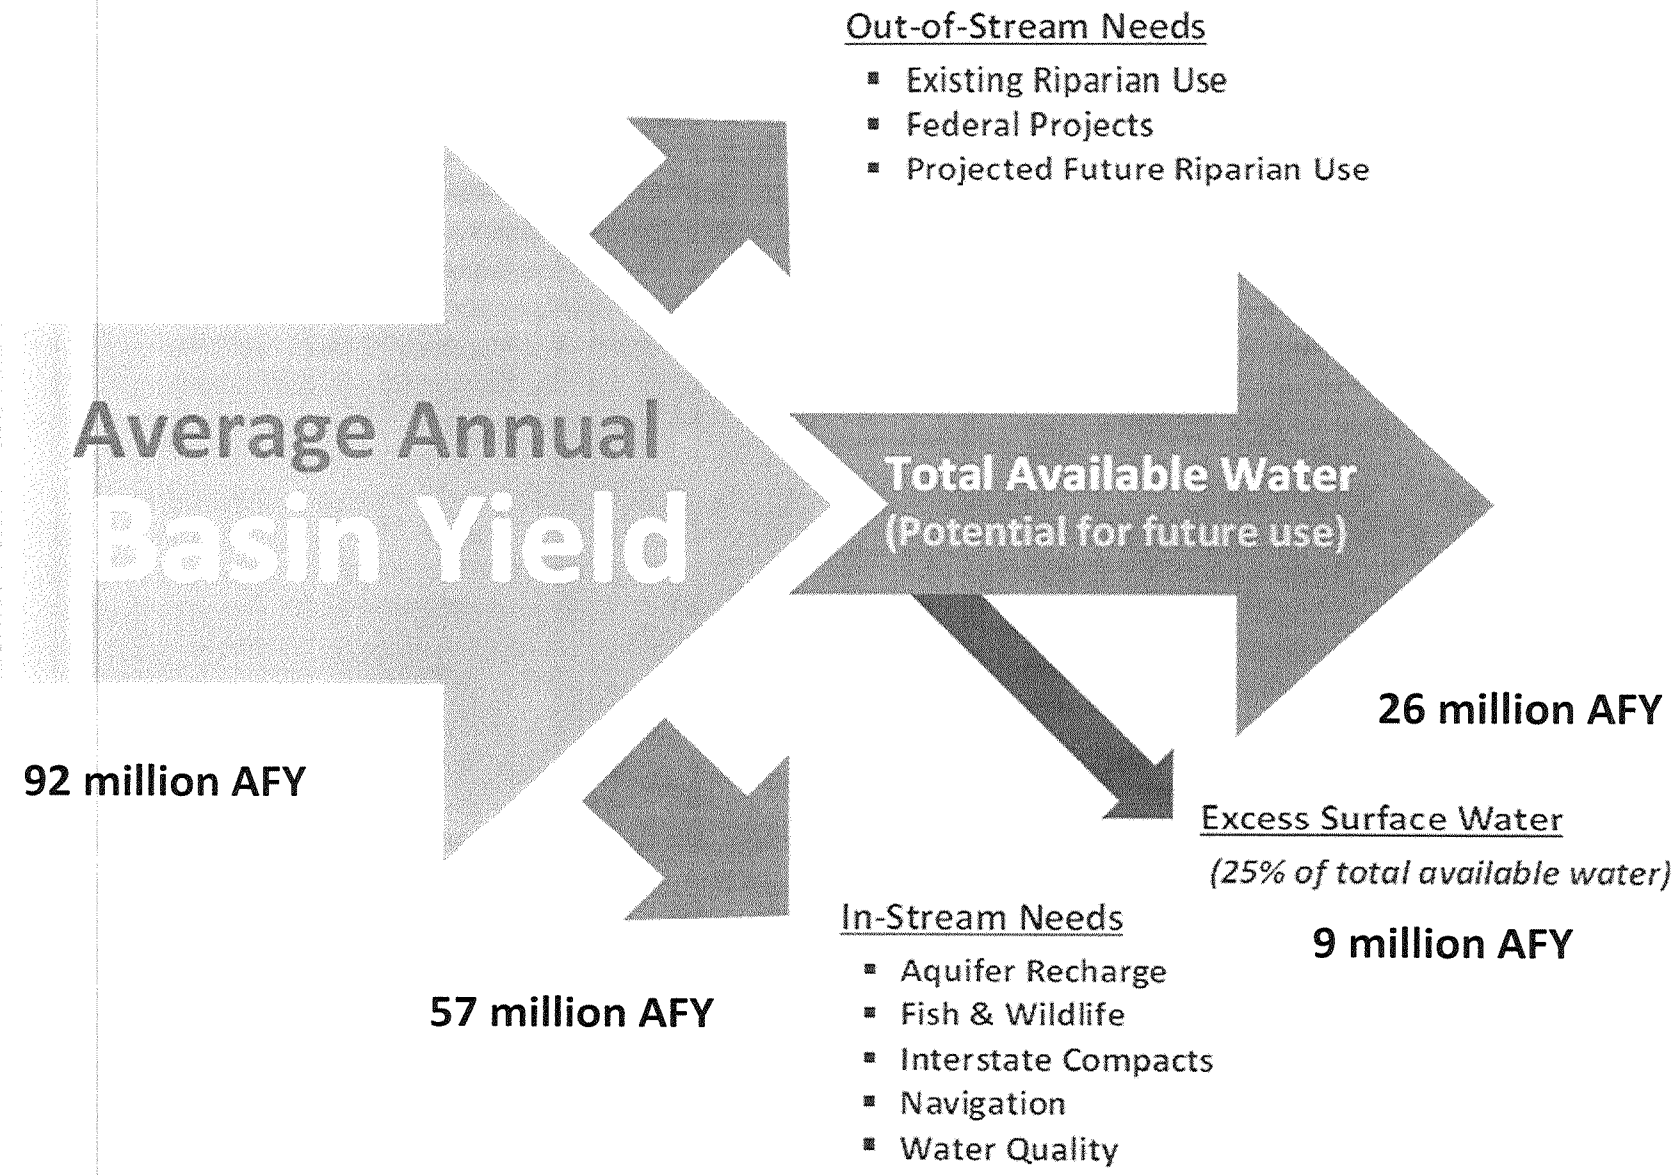 Out-of-Stream Needs
▪ Existing Riparian Use
▪ Federal Projects
▪ Projected Future Riparian Use
Average Annual
Basin Yield
92 million AFY
Total Available Water
(Potential for future use)
26 million AFY
Excess Surface Water
(25% of total available water)
9 million AFY
57 million AFY
In-Stream Needs
▪ Aquifer Recharge
▪ Fish & Wildlife
▪ Interstate Compacts
▪ Navigation
▪ Water Quality